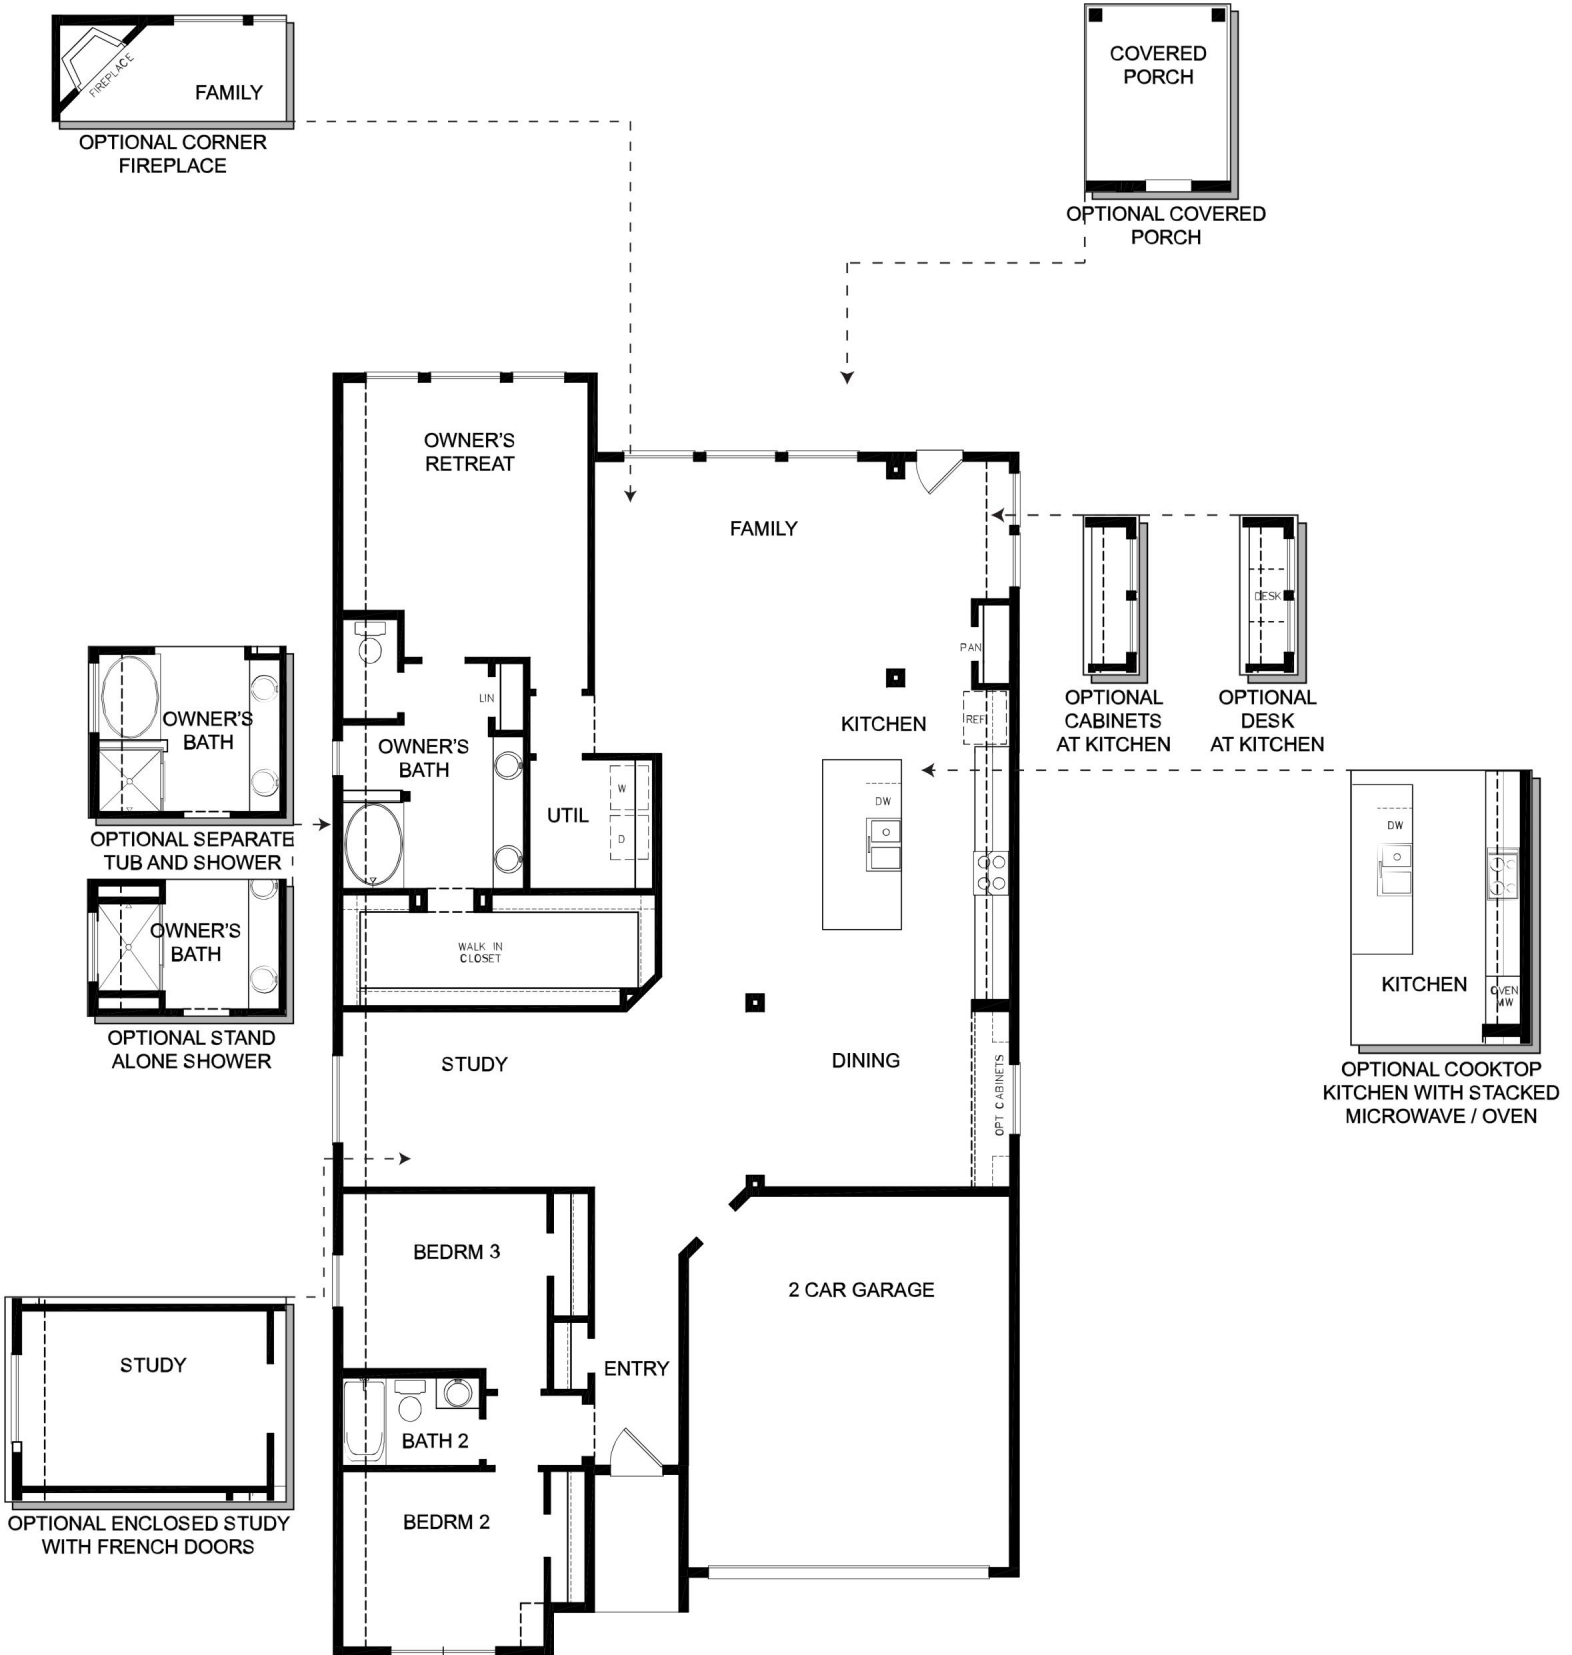 FIREPLACE
FAMILY
OPTIONAL CORNER
FIREPLACE
COVERED
PORCH
OPTIONAL COVERED
PORCH
OWNER'S
RETREAT
FAMILY
DESK
OPTIONAL
CABINETS
AT KITCHEN
OPTIONAL
DESK
AT KITCHEN
PAN
LIN
REF
KITCHEN
OWNER'S
BATH
OPTIONAL SEPARATE
TUB AND SHOWER
OWNER'S
BATH
UTIL
W
D
DW
DW
KITCHEN
OVEN
MW
OPTIONAL COOKTOP
KITCHEN WITH STACKED
MICROWAVE / OVEN
OWNER'S
BATH
OPTIONAL STAND
ALONE SHOWER
WALK IN
CLOSET
STUDY
DINING
OPT CABINETS
BEDRM 3
2 CAR GARAGE
STUDY
OPTIONAL ENCLOSED STUDY
WITH FRENCH DOORS
ENTRY
BATH 2
BEDRM 2